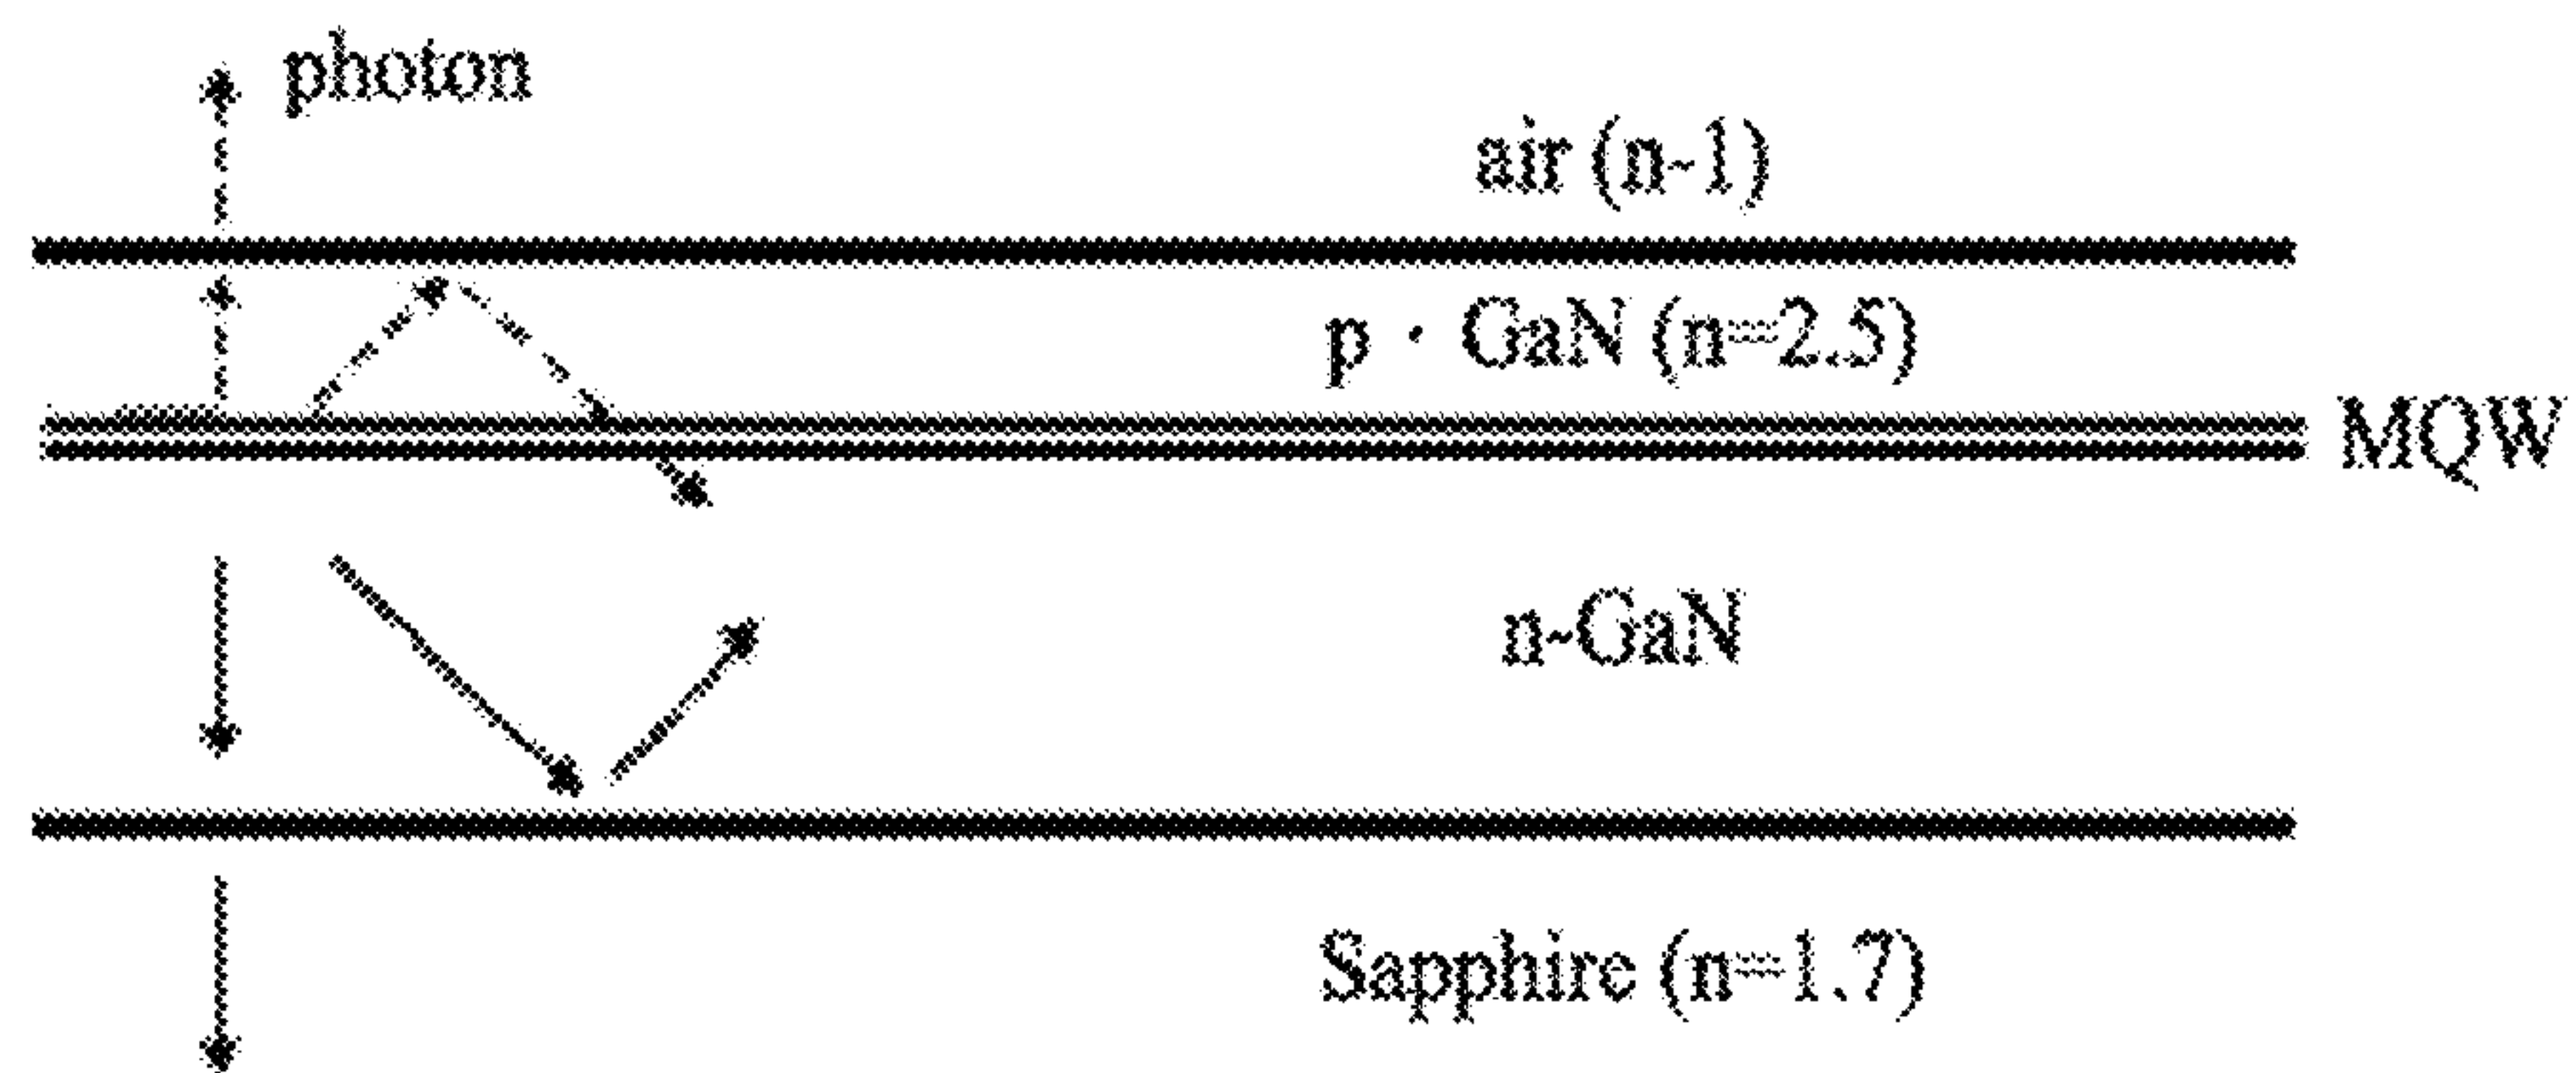 photon
air (n-1)
p · GaN (n=2.5)
MQW
n-GaN
Sapphire (n=1.7)